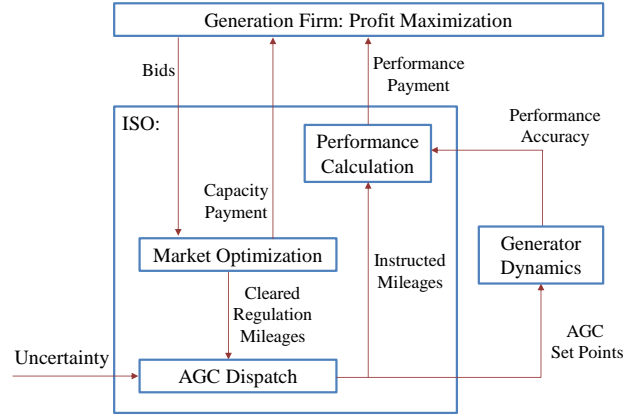 Generation Firm: Profit Maximization
Bids
Performance
Payment
ISO:
Performance
Calculation
Performance
Accuracy
Capacity
Payment
Market Optimization
Instructed
Mileages
Generator
Dynamics
Cleared
Regulation
Mileages
AGC
Set Points
Uncertainty
AGC Dispatch